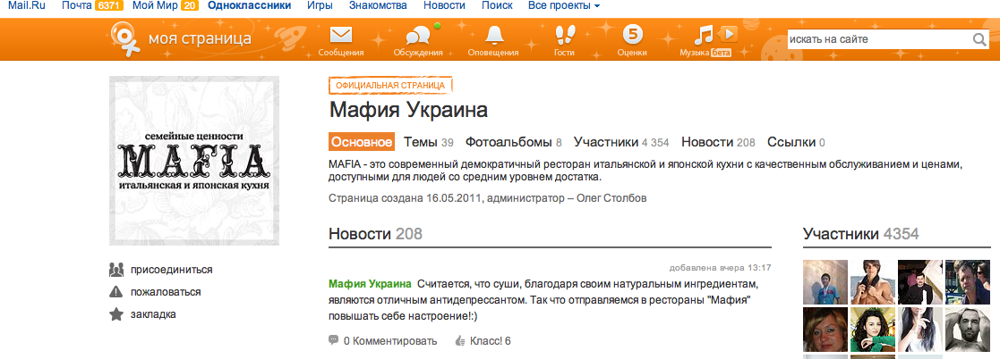 Mail.Ru Почта 6371 Мой Мир 20 Одноклассники Игры Знакомства Новости Поиск Все проекты
моя страница
Сообщения Обсуждения Оповещения Гости 5 Оценки Музыка бета
искать на сайте
семейные ценности
MAFIA
итальянская и японская кухня
присоединиться
пожаловаться
закладка
ОФИЦИАЛЬНАЯ СТРАНИЦА
Мафия Украина
Основное Темы 39 Фотоальбомы 8 Участники 4 354 Новости 208 Ссылки 0
MAFIA - это современный демократичный ресторан итальянской и японской кухни с качественным обслуживанием и ценами,
доступными для людей со средним уровнем достатка.
Страница создана 16.05.2011, администратор – Олег Столбов
Новости 208
добавлена вчера 13:17
Мафия Украина Считается, что суши, благодаря своим натуральным ингредиентам,
являются отличным антидепрессантом. Так что отправляемся в рестораны "Мафия"
повышать себе настроение!:)
0 Комментировать Класс! 6
Участники 4354